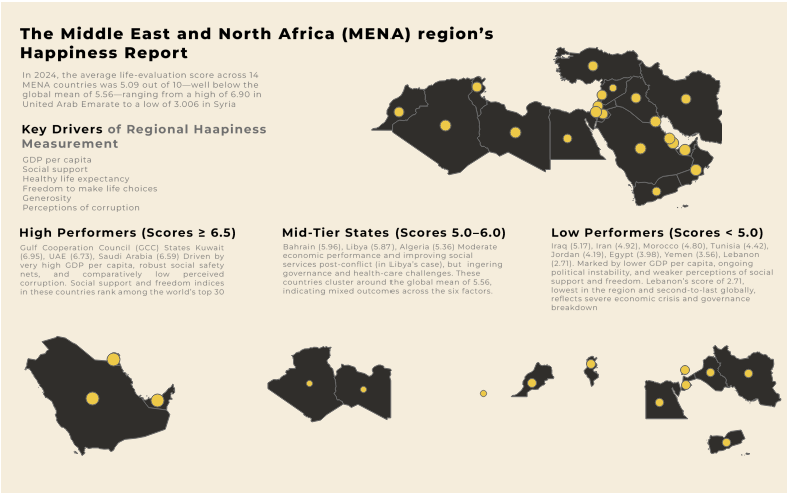 The Middle East and North Africa (MENA) region's
Happiness Report
In 2024, the average life-evaluation score across 14
MENA countries was 5.09 out of 10—well below the
global mean of 5.56—ranging from a high of 6.90 in
United Arab Emarate to a low of 3.006 in Syria
Key Drivers of Regional Haapiness
Measurement
GDP per capita
Social support
Healthy life expectancy
Freedom to make life choices
Generosity
Perceptions of corruption
High Performers (Scores ≥ 6.5)
Gulf Cooperation Council (GCC) States Kuwait
(6.95), UAE (6.73), Saudi Arabia (6.59) Driven by
very high GDP per capita, robust social safety
nets, and comparatively low perceived
corruption. Social support and freedom indices
in these countries rank among the world's top 30
Mid-Tier States (Scores 5.0–6.0)
Bahrain (5.96), Libya (5.87), Algeria (5.36) Moderate
economic performance and improving social
services post-conflict (in Libya's case), but ingering
governance and health-care challenges. These
countries cluster around the global mean of 5.56,
indicating mixed outcomes across the six factors.
Low Performers (Scores < 5.0)
Iraq (5.17), Iran (4.92), Morocco (4.80), Tunisia (4.42),
Jordan (4.19), Egypt (3.98), Yemen (3.56), Lebanon
(2.71). Marked by lower GDP per capita, ongoing
political instability, and weaker perceptions of social
support and freedom. Lebanon's score of 2.71,
lowest in the region and second-to-last globally,
reflects severe economic crisis and governance
breakdown